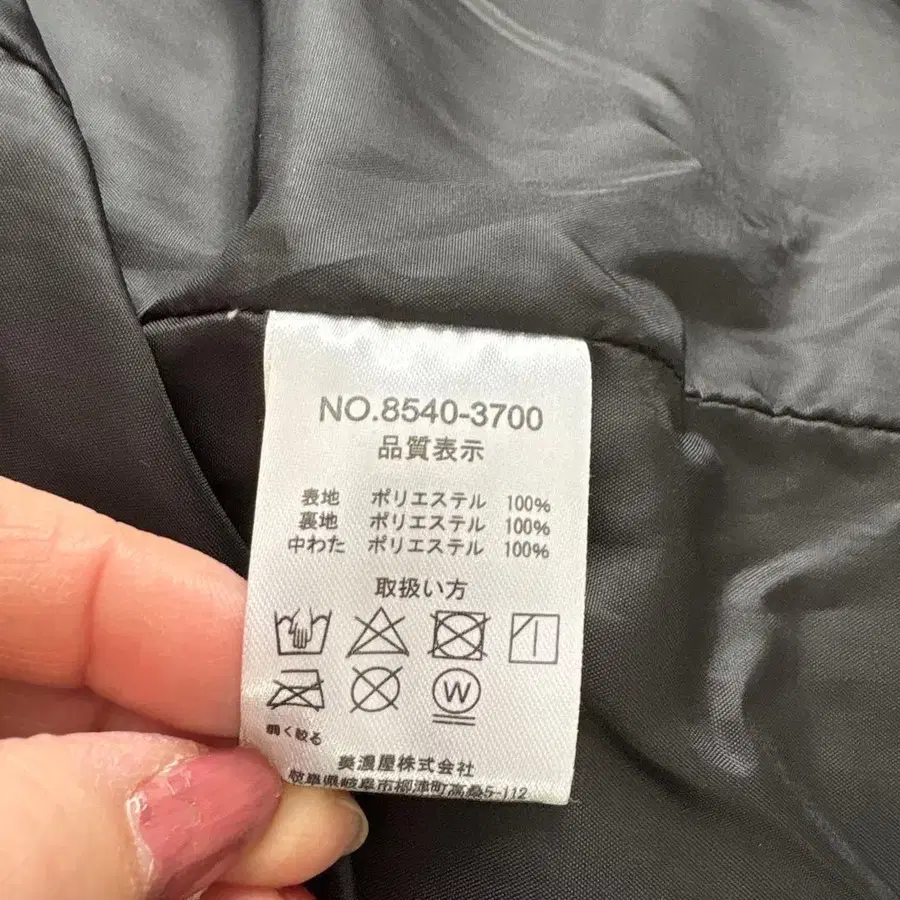 NO.8540-3700
品質表示
表地 ポリエステル 100%
裏地 ポリエステル 100%
中わた ポリエステル 100%
取扱い方
W
弱く絞る
美濃屋株式会社
岐阜県岐阜市柳津町高桑5-112